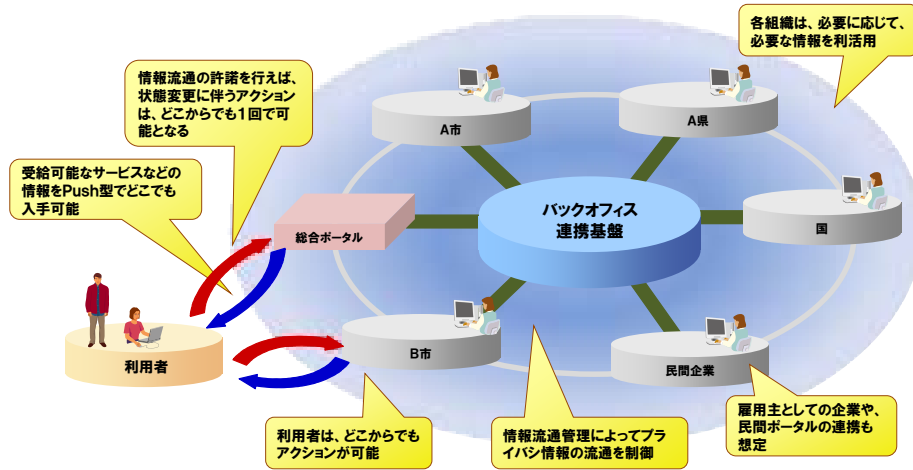 各組織は、必要に応じて、
必要な情報を利活用
情報流通の許諾を行えば、
状態変更に伴うアクション
は、どこからでも１回で可
能となる
A市
A県
受給可能なサービスなどの
情報をPush型でどこでも
入手可能
バックオフィス
連携基盤
国
総合ポータル
利用者
B市
民間企業
利用者は、どこからでも
アクションが可能
情報流通管理によってプラ
イバシ情報の流通を制御
雇用主としての企業や、
民間ポータルの連携も
想定